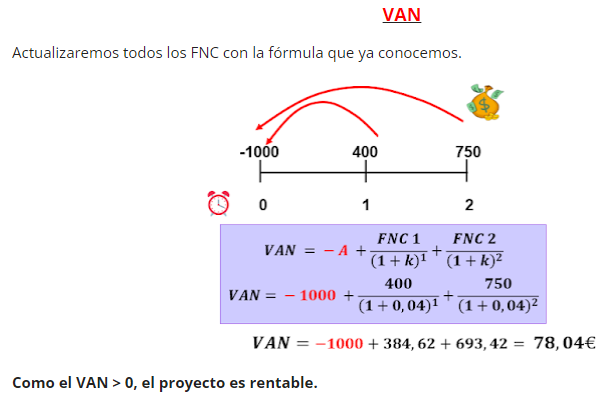 VAN
Actualizaremos todos los FNC con la fórmula que ya conocemos.
$
-1000 400 750
0 1 2
VAN = − A + FNC 1/(1 + k)¹ + FNC 2/(1 + k)²
VAN = − 1000 + 400/(1 + 0,04)¹ + 750/(1 + 0,04)²
VAN = −1000 + 384,62 + 693,42 = 78,04€
Como el VAN > 0, el proyecto es rentable.